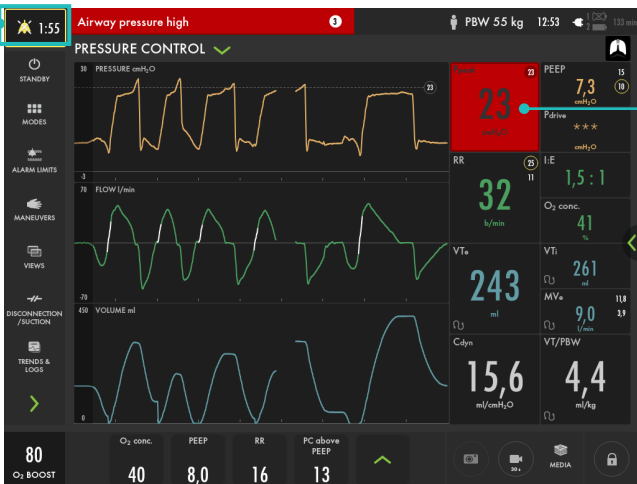 1:55
Airway pressure high
3
PBW 55 kg
12:53
1
2
133 min
PRESSURE CONTROL
STANDBY
MODES
ALARM LIMITS
MANEUVERS
VIEWS
DISCONNECTION
/SUCTION
TRENDS &
LOGS
80
O₂ BOOST
30
PRESSURE cmH₂O
23
-3
70
FLOW l/min
-70
450
VOLUME ml
0
Ppeak
23
23
cmH₂O
PEEP
15
7,3
10
cmH₂O
Pdrive
***
cmH₂O
RR
25
11
32
b/min
I:E
1,5 : 1
O₂ conc.
41
%
VTe
243
ml
VTi
261
ml
MVe
11,8
9,0
3,9
l/min
Cdyn
15,6
ml/cmH₂O
VT/PBW
4,4
ml/kg
O₂ conc.
40
PEEP
8,0
RR
16
PC above
PEEP
13
30s
MEDIA